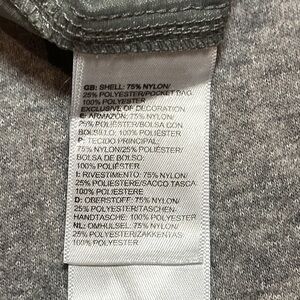 GB: SHELL: 75% NYLON/
25% POLYESTER/POCKET BAG:
100% POLYESTER
EXCLUSIVE OF DECORATION
E: ARMAZÓN: 75% NYLON/
25% POLIÉSTER/BOLSA CON
BOLSILLO: 100% POLIÉSTER
P: TECIDO PRINCIPAL:
75% NYLON/25% POLIÉSTER/
BOLSA DE BOLSO:
100% POLIÉSTER
I: RIVESTIMENTO: 75% NYLON/
25% POLIESTERE/SACCO TASCA:
100% POLIESTERE
D: OBERSTOFF: 75% NYLON/
25% POLYESTER/TASCHEN-
HANDTASCHE: 100% POLYESTER
NL: OMHULSEL: 75% NYLON/
25% POLYESTER/ZAKKENTAS:
100% POLYESTER